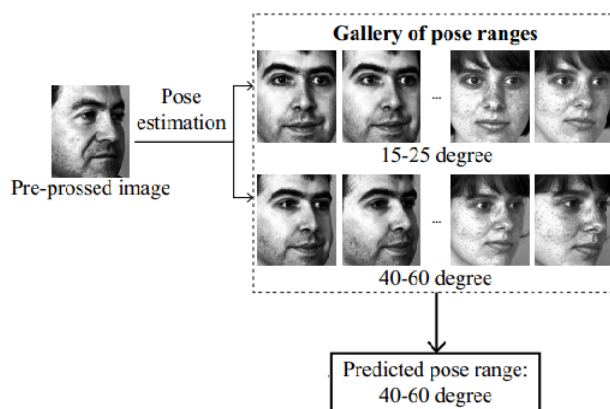 Gallery of pose ranges
Pose
estimation
...
...
15-25 degree
Pre-prossed image
...
...
40-60 degree
Predicted pose range:
40-60 degree